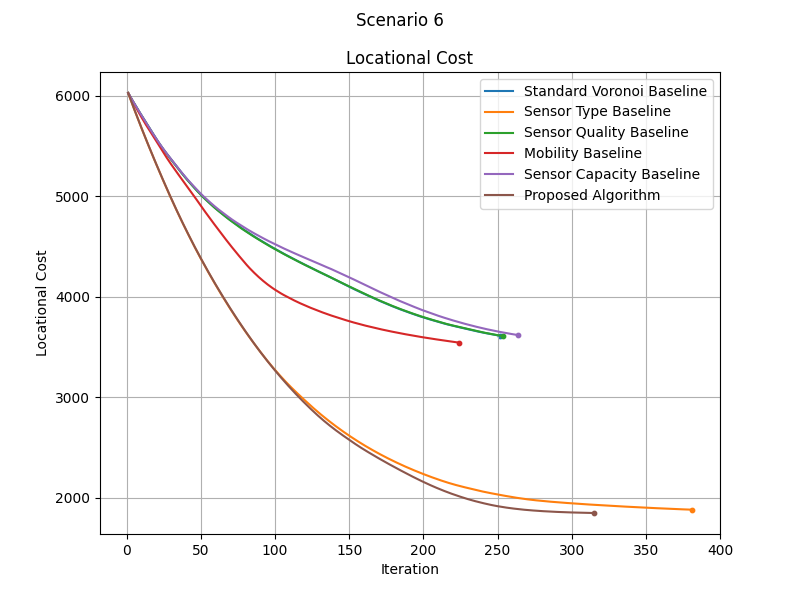 Scenario 6
Locational Cost
Standard Voronoi Baseline
Sensor Type Baseline
Sensor Quality Baseline
Mobility Baseline
Sensor Capacity Baseline
Proposed Algorithm
Locational Cost
6000
5000
4000
3000
2000
0 50 100 150 200 250 300 350 400
Iteration